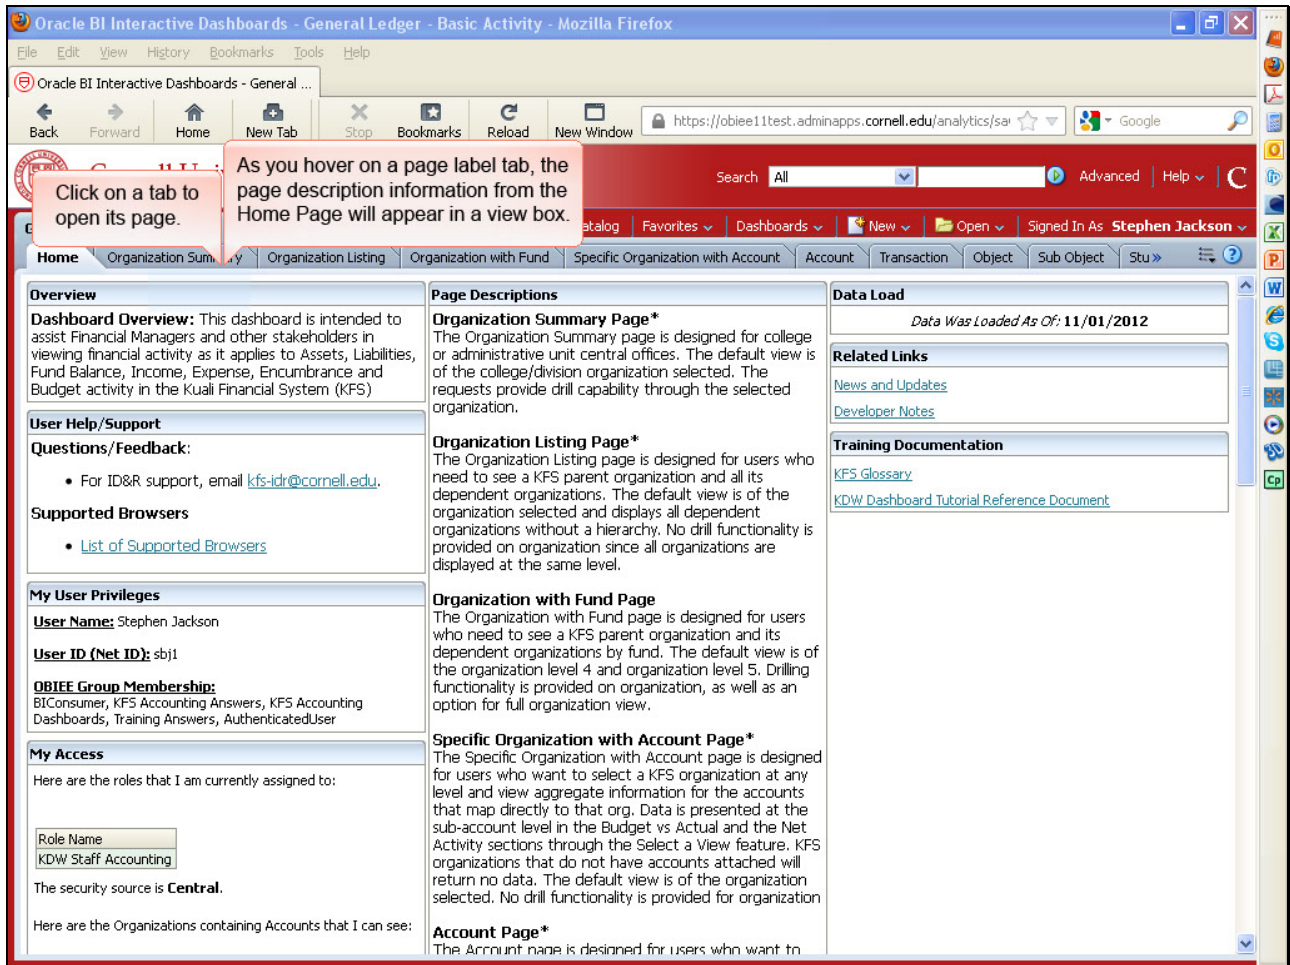 Oracle BI Interactive Dashboards - General Ledger - Basic Activity - Mozilla Firefox
File Edit View History Bookmarks Tools Help
Oracle BI Interactive Dashboards - General ...
Back Forward Home New Tab Stop Bookmarks Reload New Window
https://obiee11test.adminapps.cornell.edu/analytics/sa
Google
Click on a tab to
open its page.
As you hover on a page label tab, the
page description information from the
Home Page will appear in a view box.
Search All Advanced Help C
Favorites Dashboards New Open Signed In As Stephen Jackson
Home Organization Summary Organization Listing Organization with Fund Specific Organization with Account Account Transaction Object Sub Object Stu»
Overview
Dashboard Overview: This dashboard is intended to
assist Financial Managers and other stakeholders in
viewing financial activity as it applies to Assets, Liabilities,
Fund Balance, Income, Expense, Encumbrance and
Budget activity in the Kuali Financial System (KFS)
User Help/Support
Questions/Feedback:
• For ID&R support, email kfs-idr@cornell.edu.
Supported Browsers
• List of Supported Browsers
My User Privileges
User Name: Stephen Jackson
User ID (Net ID): sbj1
OBIEE Group Membership:
BIConsumer, KFS Accounting Answers, KFS Accounting
Dashboards, Training Answers, AuthenticatedUser
My Access
Here are the roles that I am currently assigned to:
Role Name
KDW Staff Accounting
The security source is Central.
Here are the Organizations containing Accounts that I can see:
Page Descriptions
Organization Summary Page*
The Organization Summary page is designed for college
or administrative unit central offices. The default view is
of the college/division organization selected. The
requests provide drill capability through the selected
organization.
Organization Listing Page*
The Organization Listing page is designed for users who
need to see a KFS parent organization and all its
dependent organizations. The default view is of the
organization selected and displays all dependent
organizations without a hierarchy. No drill functionality is
provided on organization since all organizations are
displayed at the same level.
Organization with Fund Page
The Organization with Fund page is designed for users
who need to see a KFS parent organization and its
dependent organizations by fund. The default view is of
the organization level 4 and organization level 5. Drilling
functionality is provided on organization, as well as an
option for full organization view.
Specific Organization with Account Page*
The Specific Organization with Account page is designed
for users who want to select a KFS organization at any
level and view aggregate information for the accounts
that map directly to that org. Data is presented at the
sub-account level in the Budget vs Actual and the Net
Activity sections through the Select a View feature. KFS
organizations that do not have accounts attached will
return no data. The default view is of the organization
selected. No drill functionality is provided for organization
Account Page*
The Account page is designed for users who want to
Data Load
Data Was Loaded As Of: 11/01/2012
Related Links
News and Updates
Developer Notes
Training Documentation
KFS Glossary
KDW Dashboard Tutorial Reference Document